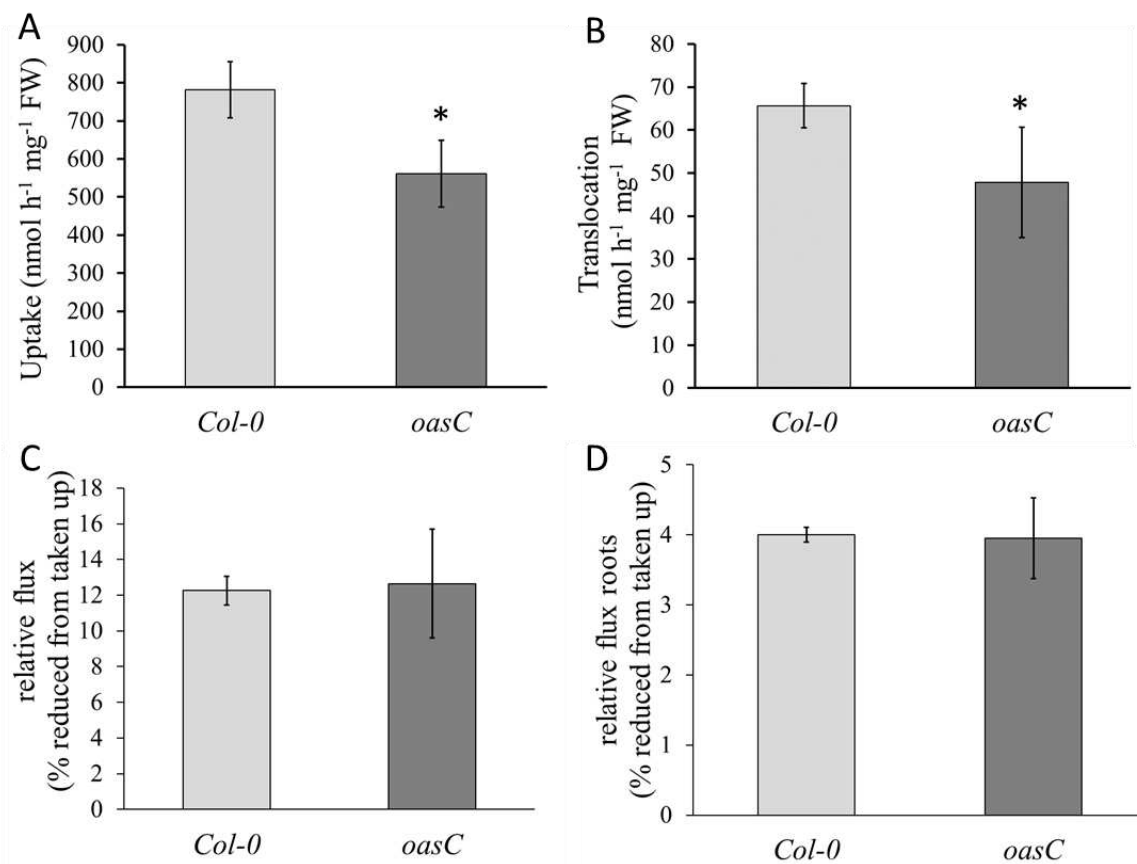 A
Uptake (nmol h⁻¹ mg⁻¹ FW)
900
800
700
600
500
400
300
200
100
0
*
Col-0
oasC
B
Translocation
(nmol h⁻¹ mg⁻¹ FW)
80
70
60
50
40
30
20
10
0
*
Col-0
oasC
C
relative flux
(% reduced from taken up)
18
16
14
12
10
8
6
4
2
0
Col-0
oasC
D
relative flux roots
(% reduced from taken up)
5
4
3
2
1
0
Col-0
oasC